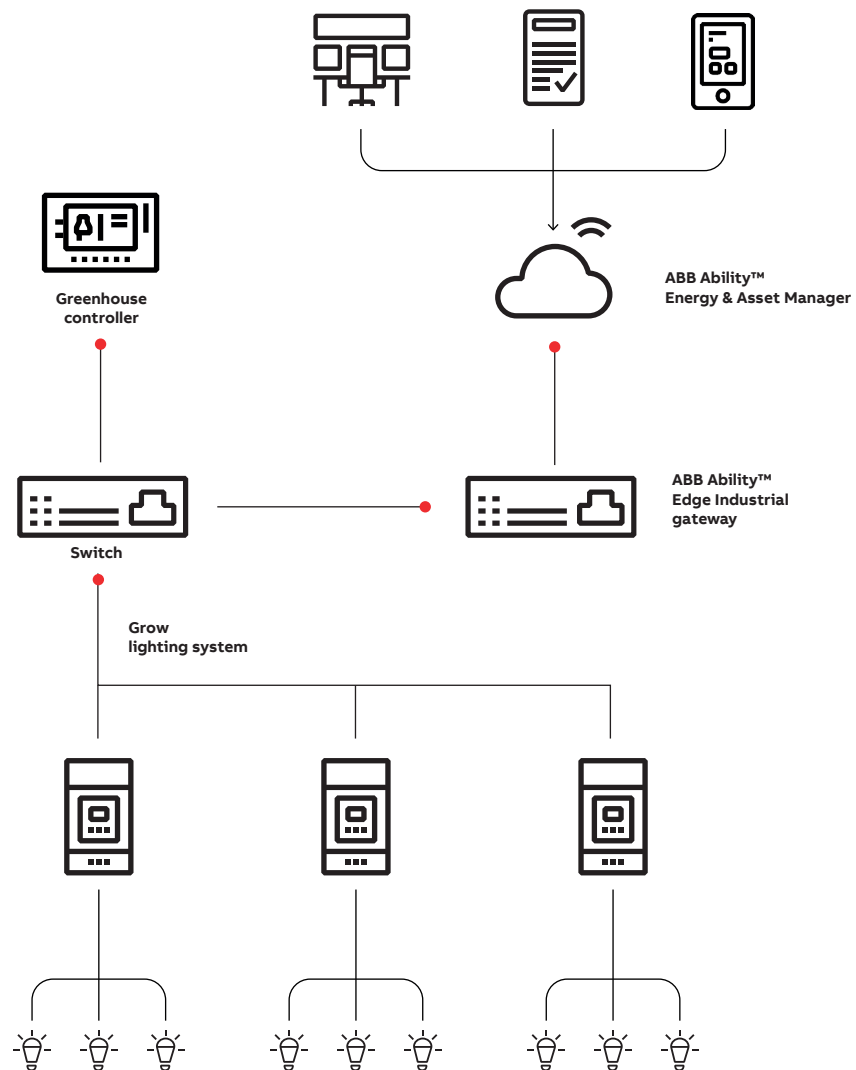 ABB Ability™
Energy & Asset Manager
Greenhouse
controller
ABB Ability™
Edge Industrial
gateway
Switch
Grow
lighting system